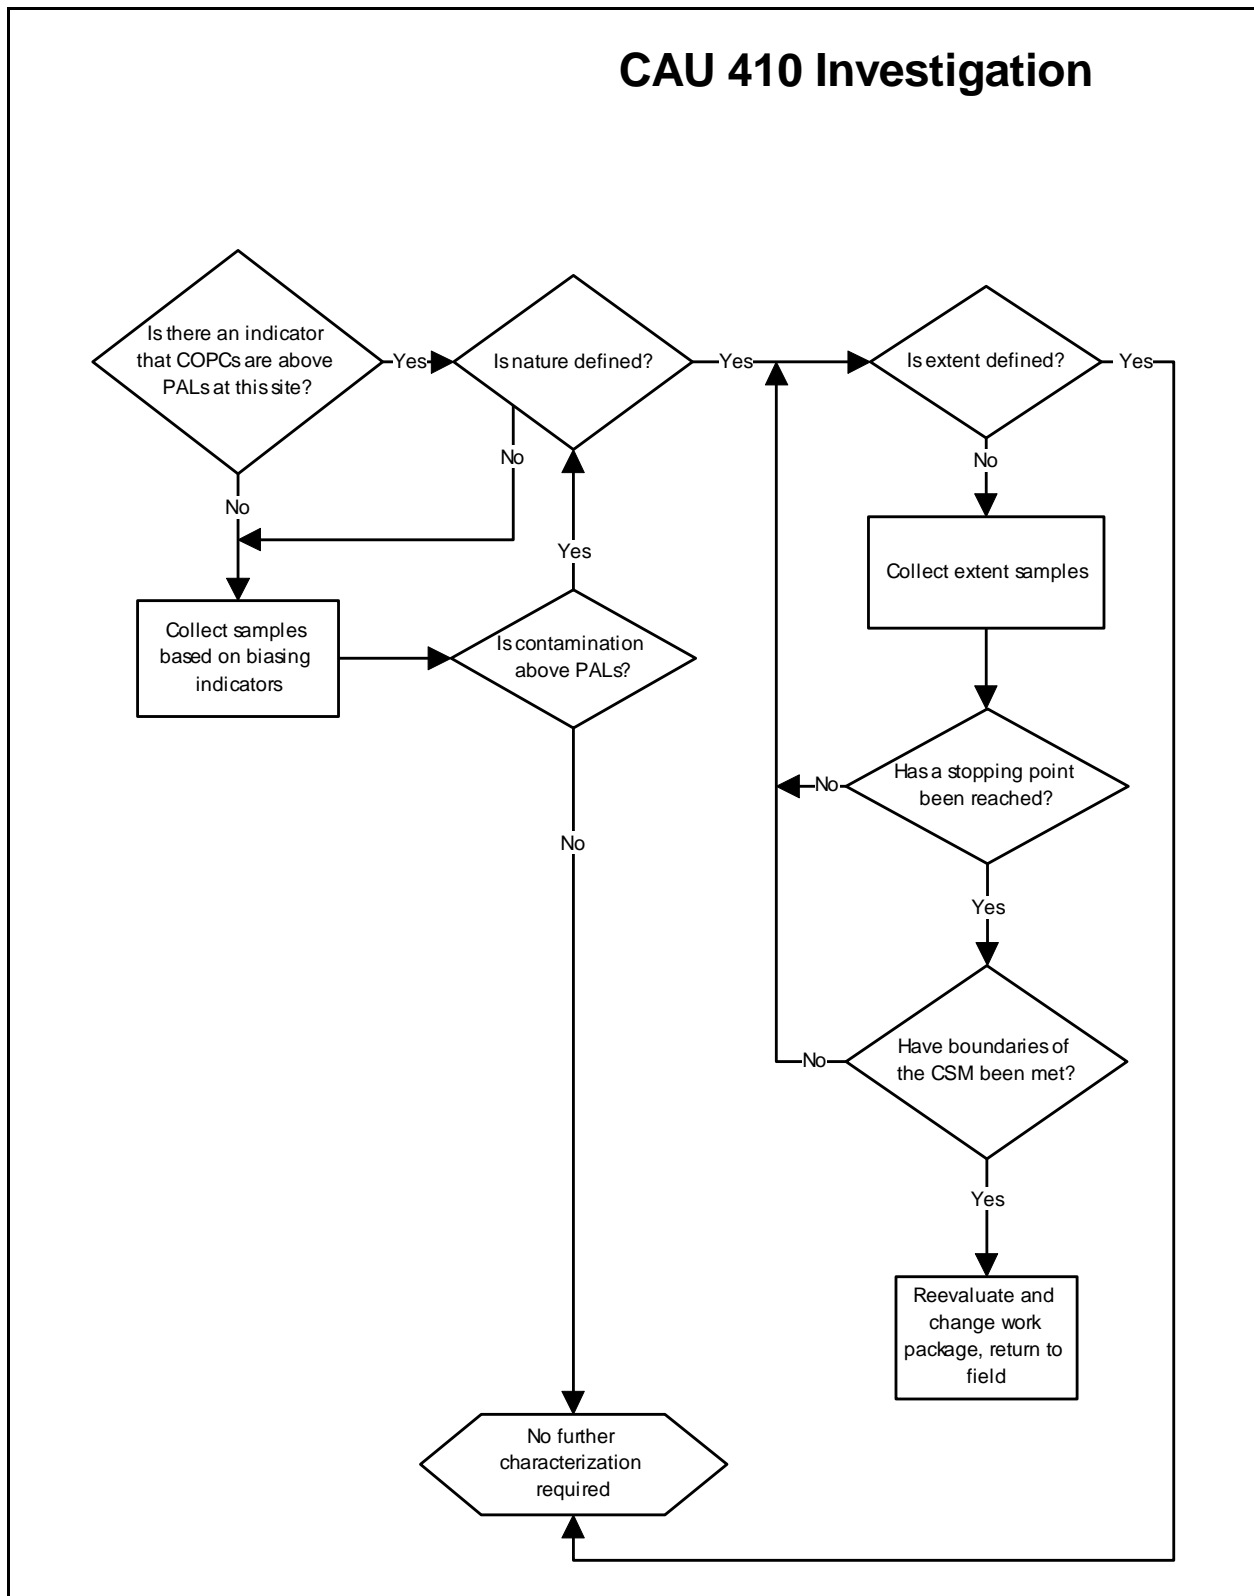 CAU 410 Investigation
Is there an indicator
that COPCs are above
PALs at this site?
Yes
Is nature defined?
Yes
Is extent defined?
Yes
No
No
No
Yes
Collect extent samples
Collect samples
based on biasing
indicators
Is contamination
above PALs?
Has a stopping point
been reached?
No
No
Yes
Have boundaries of
the CSM been met?
No
Yes
Reevaluate and
change work
package, return to
field
No further
characterization
required